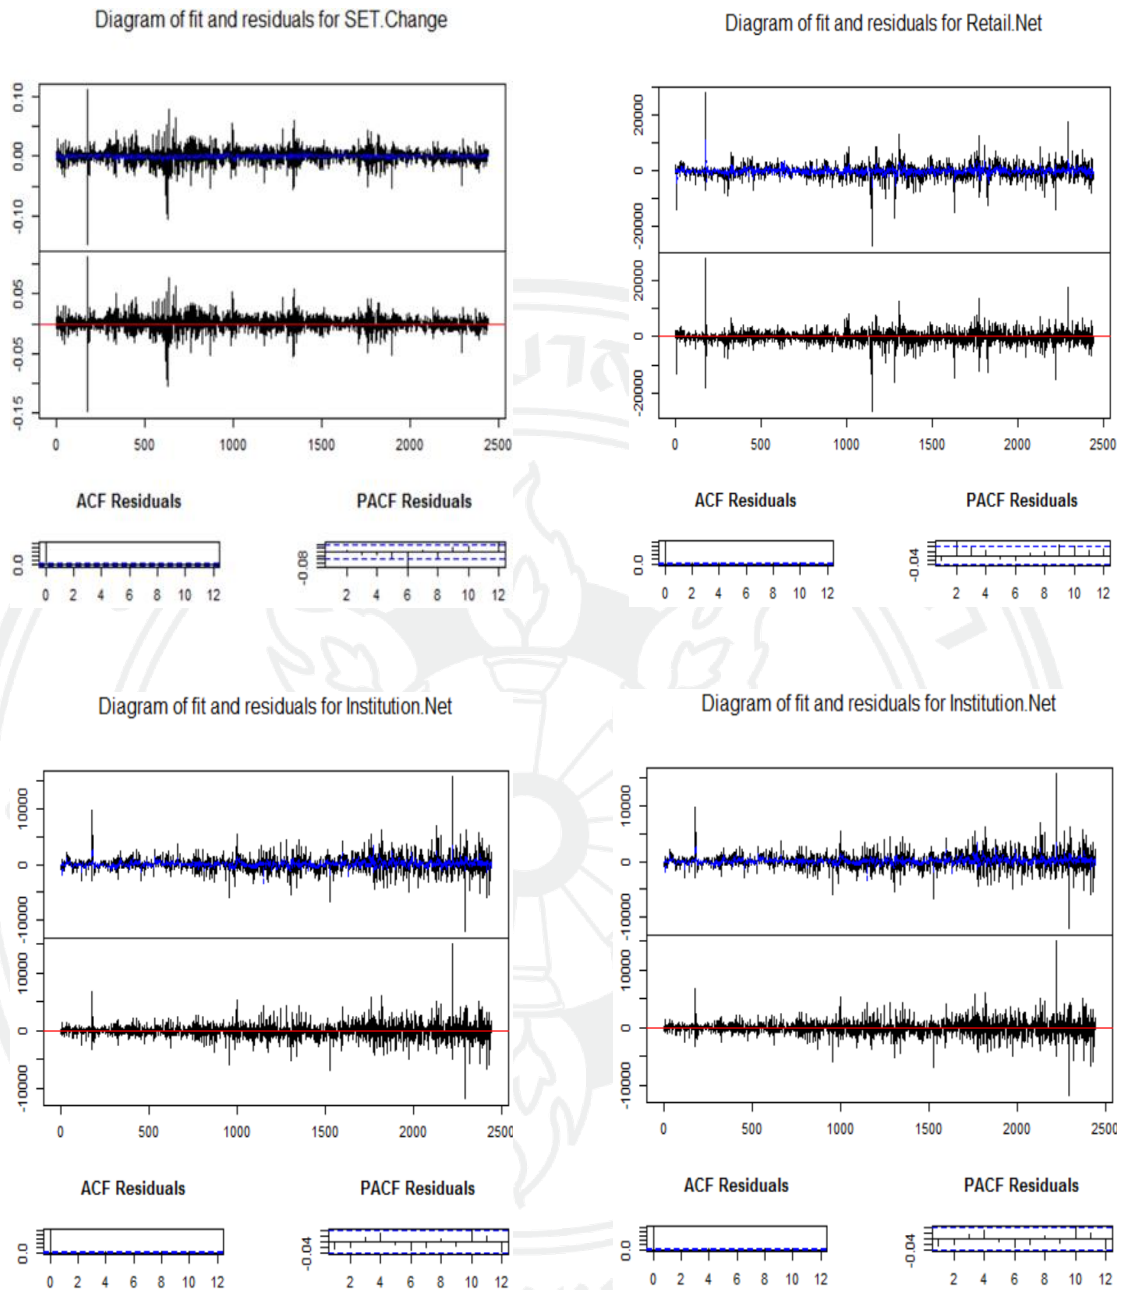 Diagram of fit and residuals for SET.Change
0.10
0.00
-0.10
0.05
-0.05
-0.15
0 500 1000 1500 2000 2500
ACF Residuals
PACF Residuals
0.0
0 2 4 6 8 10 12
-0.08
2 4 6 8 10 12
Diagram of fit and residuals for Retail.Net
20000
0
-20000
20000
0
-20000
0 500 1000 1500 2000 2500
ACF Residuals
PACF Residuals
0.0
0 2 4 6 8 10 12
-0.04
2 4 6 8 10 12
Diagram of fit and residuals for Institution.Net
10000
0
-10000
10000
0
-10000
0 500 1000 1500 2000 2500
ACF Residuals
PACF Residuals
0.0
0 2 4 6 8 10 12
-0.04
2 4 6 8 10 12
Diagram of fit and residuals for Institution.Net
10000
0
-10000
10000
0
-10000
0 500 1000 1500 2000 2500
ACF Residuals
PACF Residuals
0.0
0 2 4 6 8 10 12
-0.04
2 4 6 8 10 12